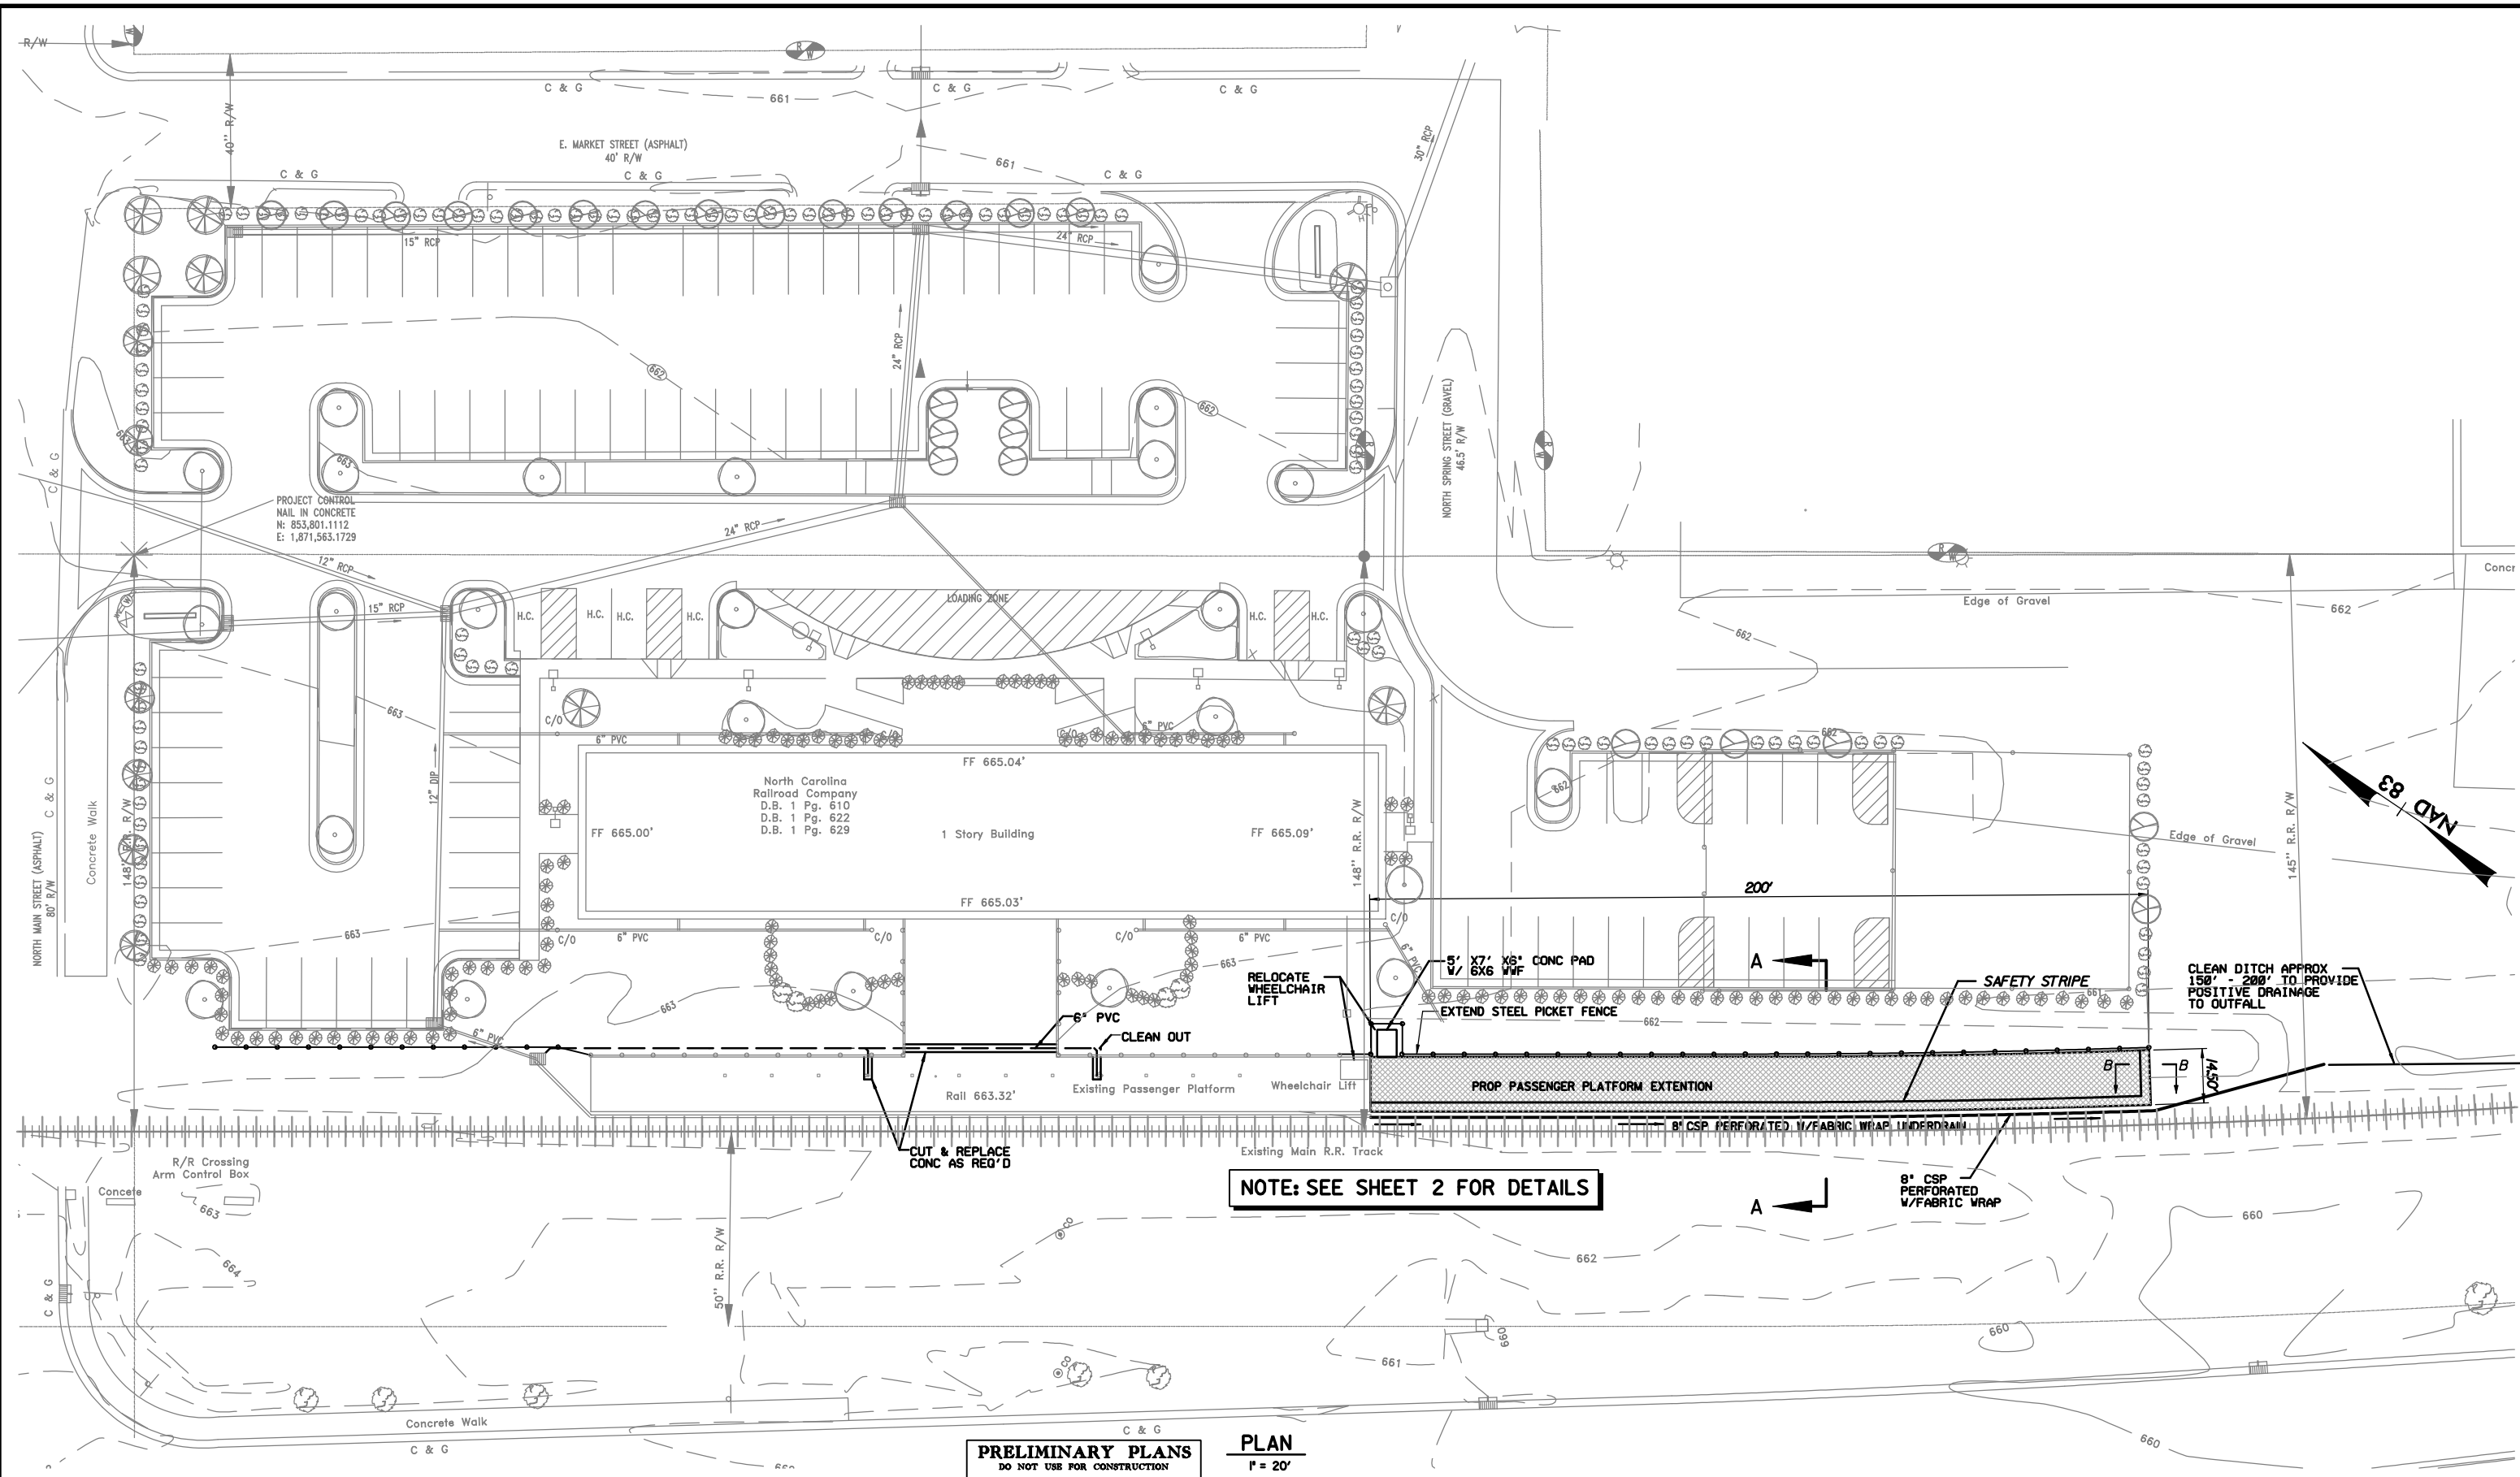 R/W
R
W
C & G
661
C & G
C & G
40'' R/W
E. MARKET STREET (ASPHALT)
40' R/W
661
30" RCP
C & G
C & G
C & G
15" RCP
24" RCP
24" RCP
662
662
663
C & G
PROJECT CONTROL
NAIL IN CONCRETE
N: 853,801.1112
E: 1,871,563.1729
24" RCP
NORTH SPRING STREET (GRAVEL)
46.5' R/W
R
W
R
W
R
W
12" RCP
15" RCP
Edge of Gravel
662
662
H.C.
H.C.
H.C.
H.C.
LOADING ZONE
H.C.
H.C.
663
C/O
6" PVC
C/O
C/O
6" PVC
662
662
12" DIP
FF 665.04'
North Carolina
Railroad Company
D.B. 1 Pg. 610
D.B. 1 Pg. 622
D.B. 1 Pg. 629
FF 665.00'
1 Story Building
FF 665.09'
FF 665.03'
NORTH MAIN STREET (ASPHALT)
80' R/W
C & G
Concrete Walk
148'' R.R. R/W
148'' R.R. R/W
145'' R.R. R/W
NAD 83
Edge of Gravel
200'
663
C/O
6" PVC
C/O
C/O
6" PVC
C/O
6" PVC
663
663
RELOCATE
WHEELCHAIR
LIFT
5' X7' X6" CONC PAD
W/ 6X6 WWF
A
SAFETY STRIPE
661
CLEAN DITCH APPROX
150' - 200' TO PROVIDE
POSITIVE DRAINAGE
TO OUTFALL
EXTEND STEEL PICKET FENCE
662
6" PVC
6" PVC
CLEAN OUT
Rail 663.32'
Existing Passenger Platform
Wheelchair Lift
PROP PASSENGER PLATFORM EXTENTION
B
B
14.50'
8" CSP PERFORATED W/FABRIC WRAP UNDERDRAIN
CUT & REPLACE
CONC AS REQ'D
Existing Main R.R. Track
R/R Crossing
Arm Control Box
Concrete
663
664
NOTE: SEE SHEET 2 FOR DETAILS
A
8" CSP
PERFORATED
W/FABRIC WRAP
660
662
CO
50'' R.R. R/W
C & G
660
660
661
CO
Concrete Walk
C & G
C & G
660
PRELIMINARY PLANS
DO NOT USE FOR CONSTRUCTION
PLAN
1" = 20'